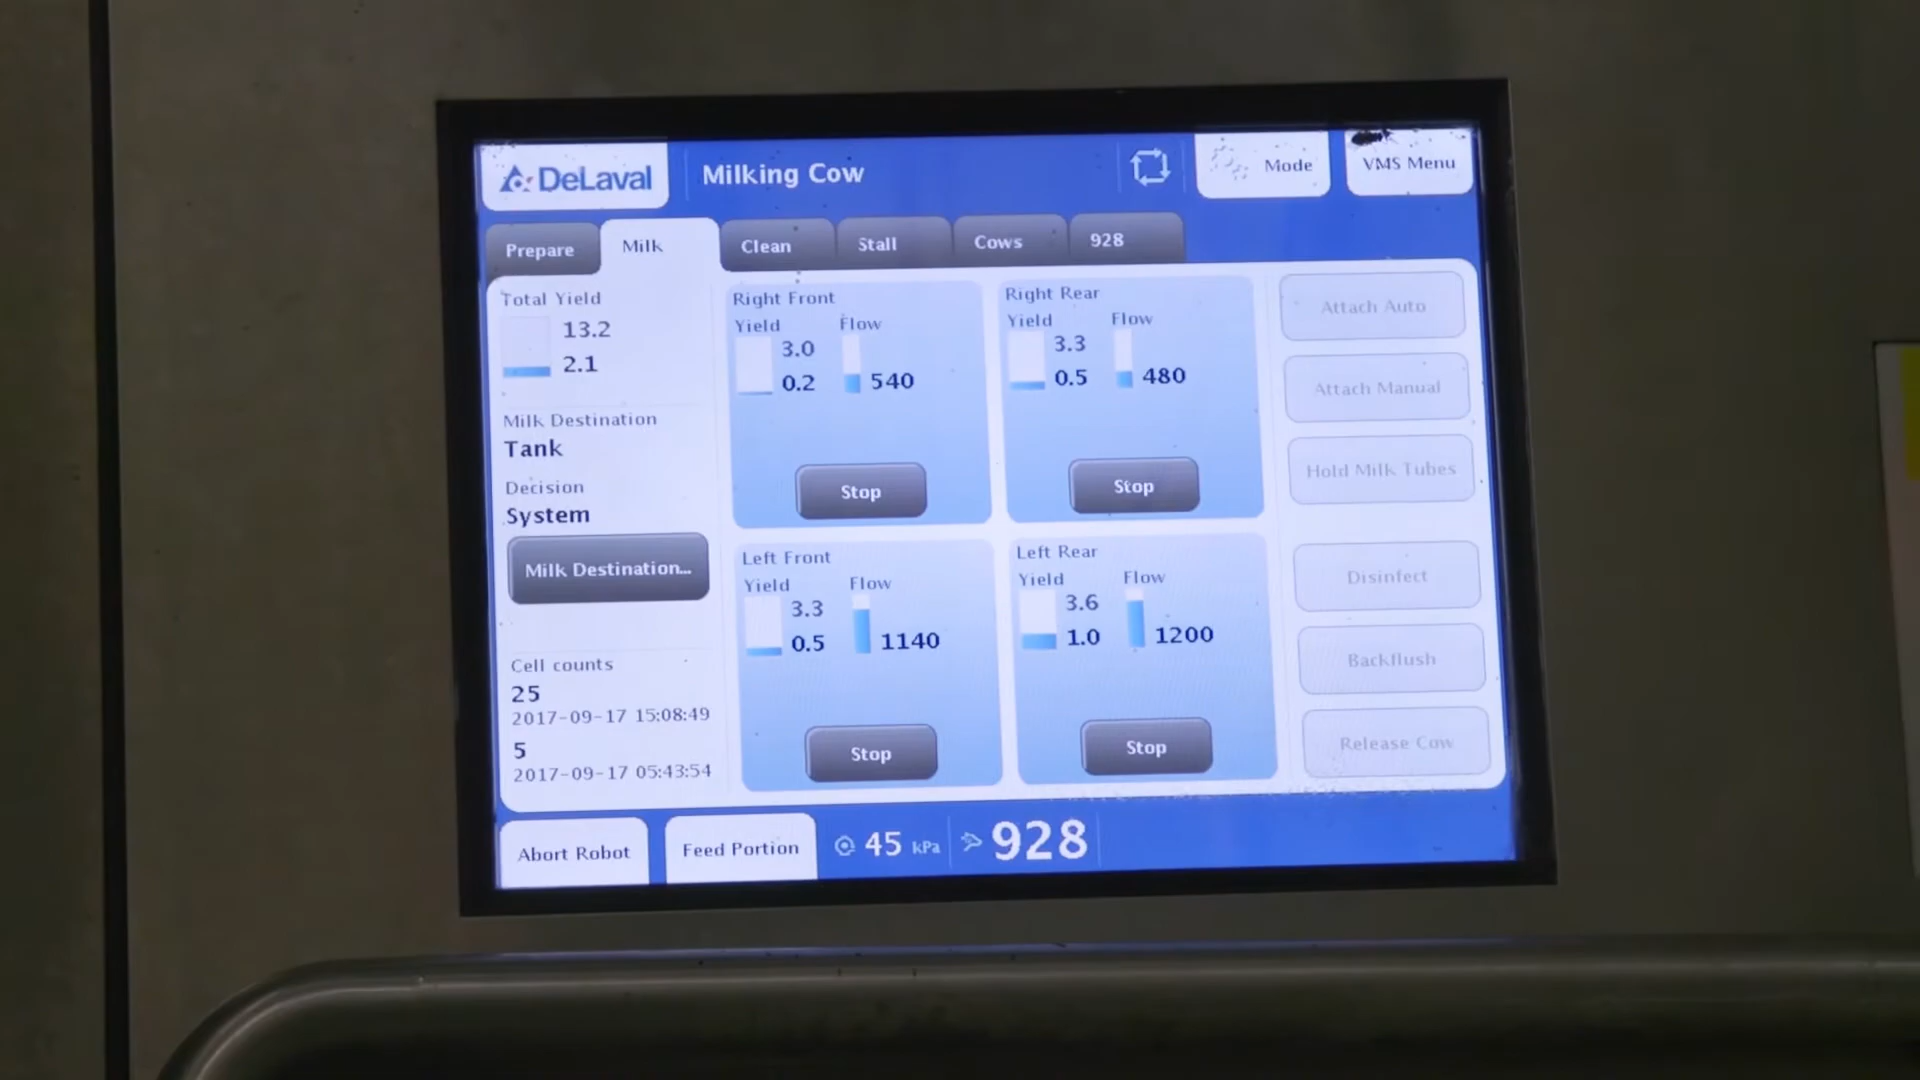 DeLaval
Milking Cow
Mode
VMS Menu
Prepare
Milk
Clean
Stall
Cows
928
Total Yield
13.2
2.1
Milk Destination
Tank
Decision
System
Milk Destination...
Cell counts
25
2017-09-17 15:08:49
5
2017-09-17 05:43:54
Right Front
Yield Flow
3.0
0.2 540
Stop
Right Rear
Yield Flow
3.3
0.5 480
Stop
Left Front
Yield Flow
3.3
0.5 1140
Stop
Left Rear
Yield Flow
3.6
1.0 1200
Stop
Attach Auto
Attach Manual
Hold Milk Tubes
Disinfect
Backflush
Release Cow
Abort Robot
Feed Portion
45 kPa
928